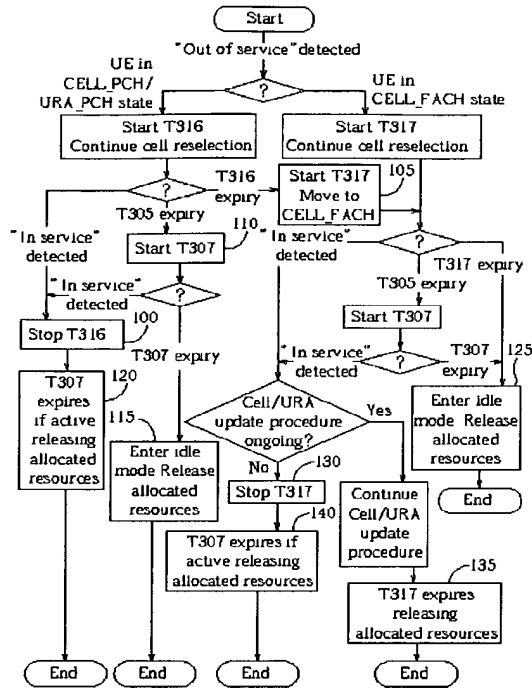 Start
"Out of service" detected
UE in
CELL_PCH/
URA_PCH state
?
UE in
CELL_FACH
state
Start T316
Continue cell reselection
Start T317
Continue cell reselection
?
T316
expiry
Start T317
Move to
CELL_FACH
105
T305
expiry
110
"In service"
detected
Start T307
"In service"
detected
?
T317 expiry
T305
expiry
"In service"
detected
?
Start T307
100
Stop T316
T307
expiry
"In service"
detected
?
T307
expiry
125
120
T307
expires
if active
releasing
allocated
resources
115
Enter idle
mode Release
allocated
resources
Cell/URA
update procedure
ongoing?
Yes
Enter idle
mode Release
allocated
resources
No
130
Stop T317
End
Continue
Cell/URA
update
procedure
140
T307 expires if
active releasing
allocated resources
135
T317 expires
releasing
allocated resources
End
End
End
End